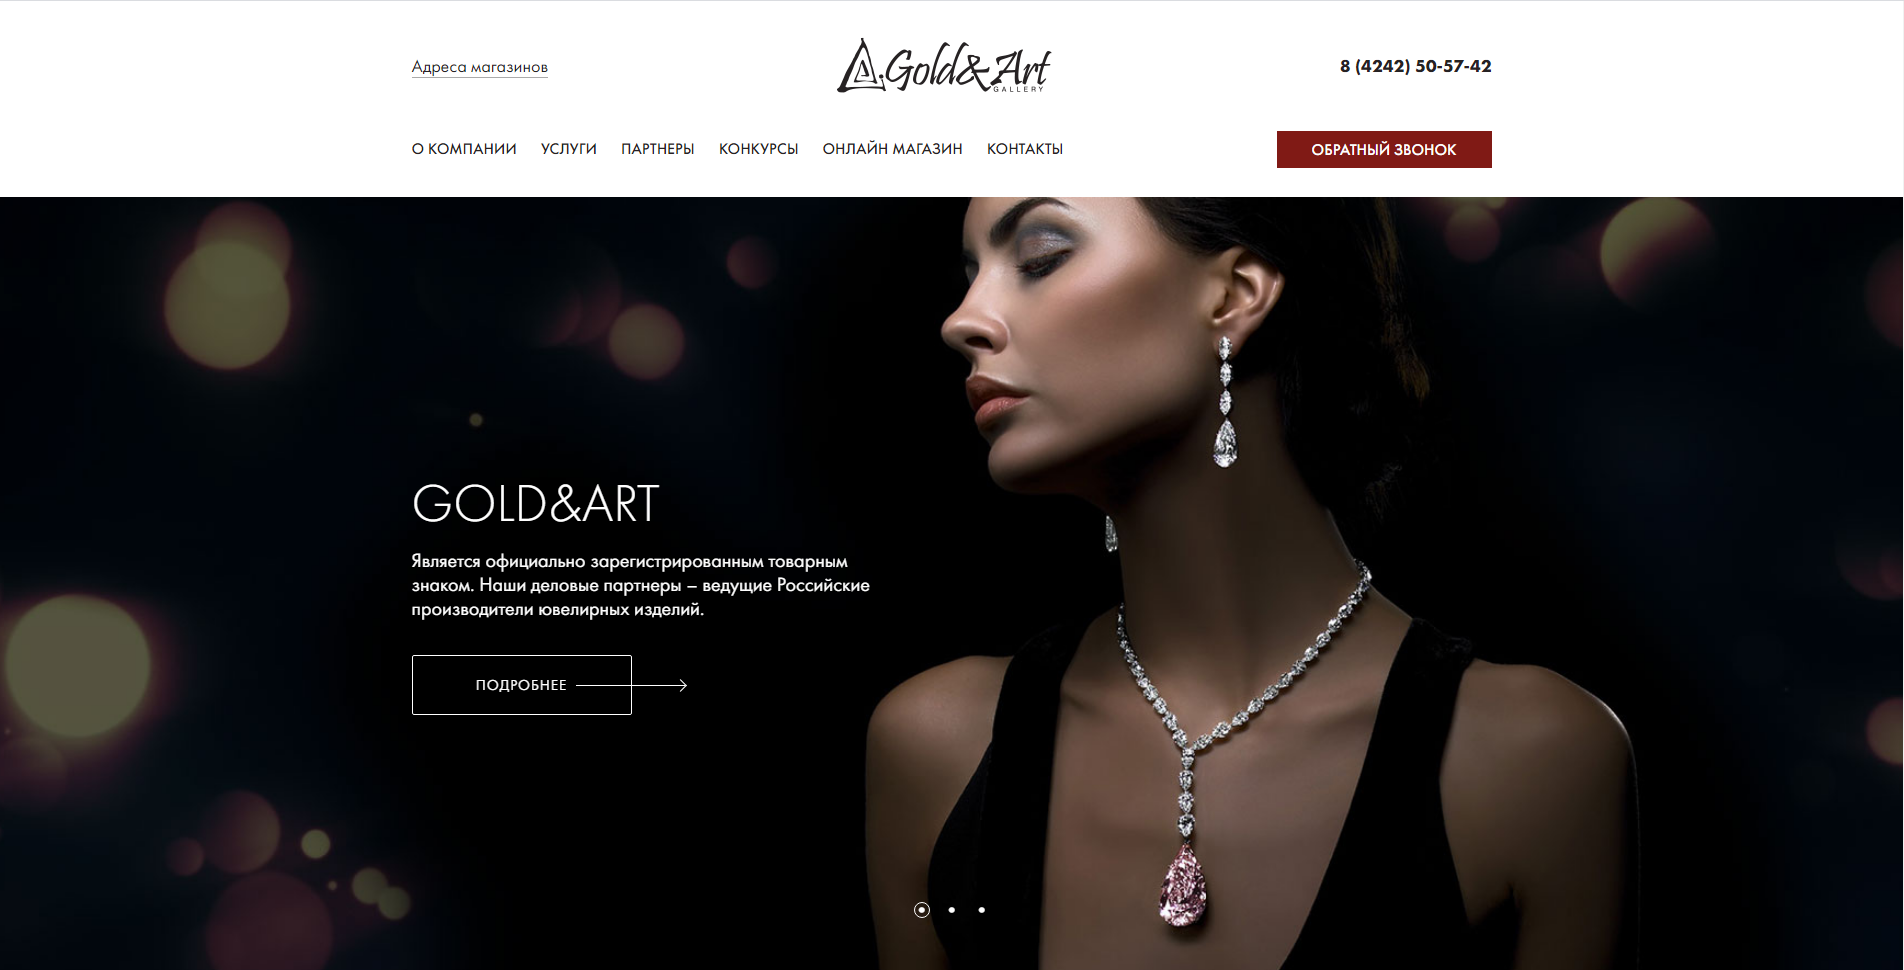 Адреса магазинов
Gold&Art
GALLERY
8 (4242) 50-57-42
О КОМПАНИИ УСЛУГИ ПАРТНЕРЫ КОНКУРСЫ ОНЛАЙН МАГАЗИН КОНТАКТЫ
ОБРАТНЫЙ ЗВОНОК
GOLD&ART
Является официально зарегистрированным товарным
знаком. Наши деловые партнеры – ведущие Российские
производители ювелирных изделий.
ПОДРОБНЕЕ